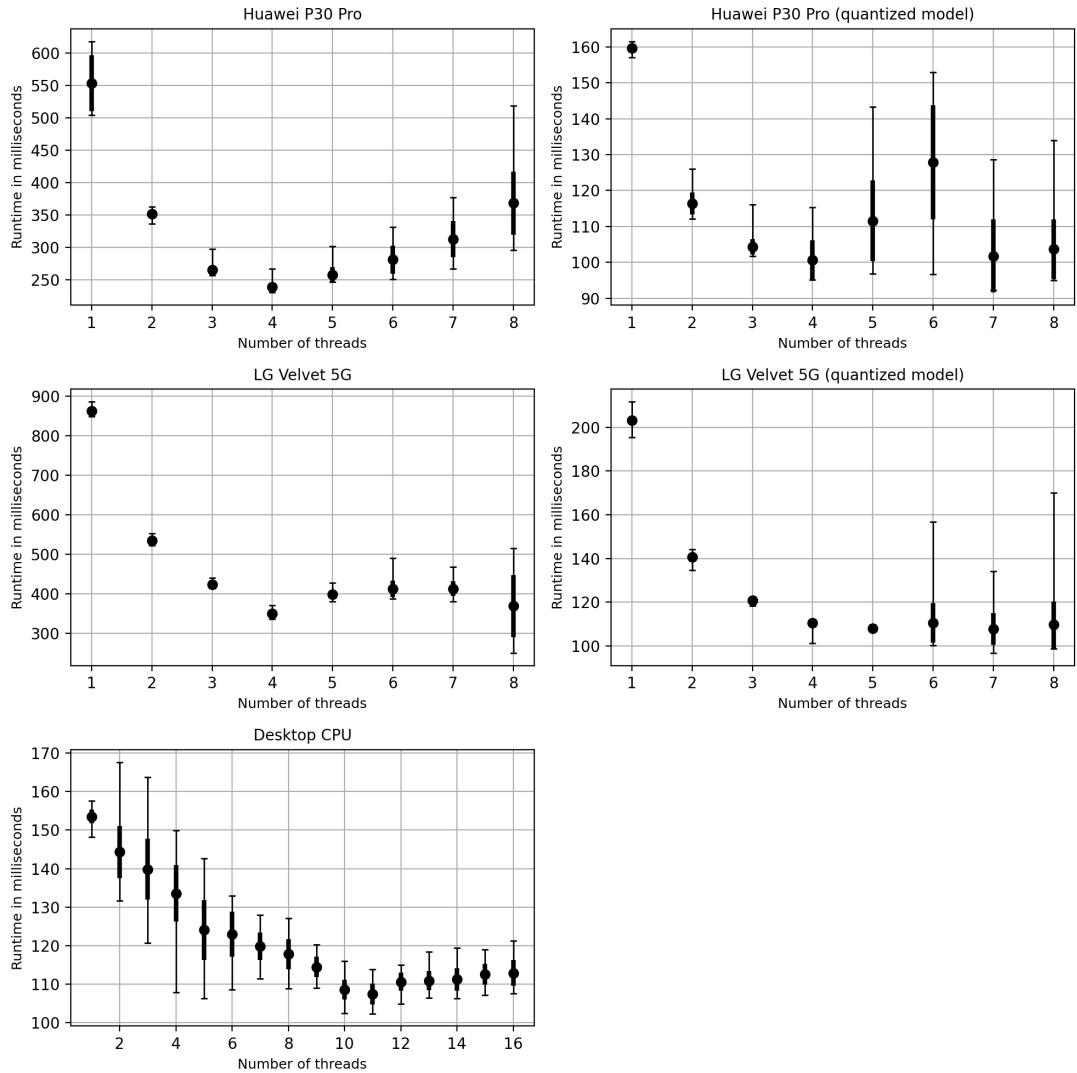 Huawei P30 Pro
Runtime in milliseconds
600
550
500
450
400
350
300
250
1 2 3 4 5 6 7 8
Number of threads
Huawei P30 Pro (quantized model)
Runtime in milliseconds
160
150
140
130
120
110
100
90
1 2 3 4 5 6 7 8
Number of threads
LG Velvet 5G
Runtime in milliseconds
900
800
700
600
500
400
300
1 2 3 4 5 6 7 8
Number of threads
LG Velvet 5G (quantized model)
Runtime in milliseconds
200
180
160
140
120
100
1 2 3 4 5 6 7 8
Number of threads
Desktop CPU
Runtime in milliseconds
170
160
150
140
130
120
110
100
2 4 6 8 10 12 14 16
Number of threads